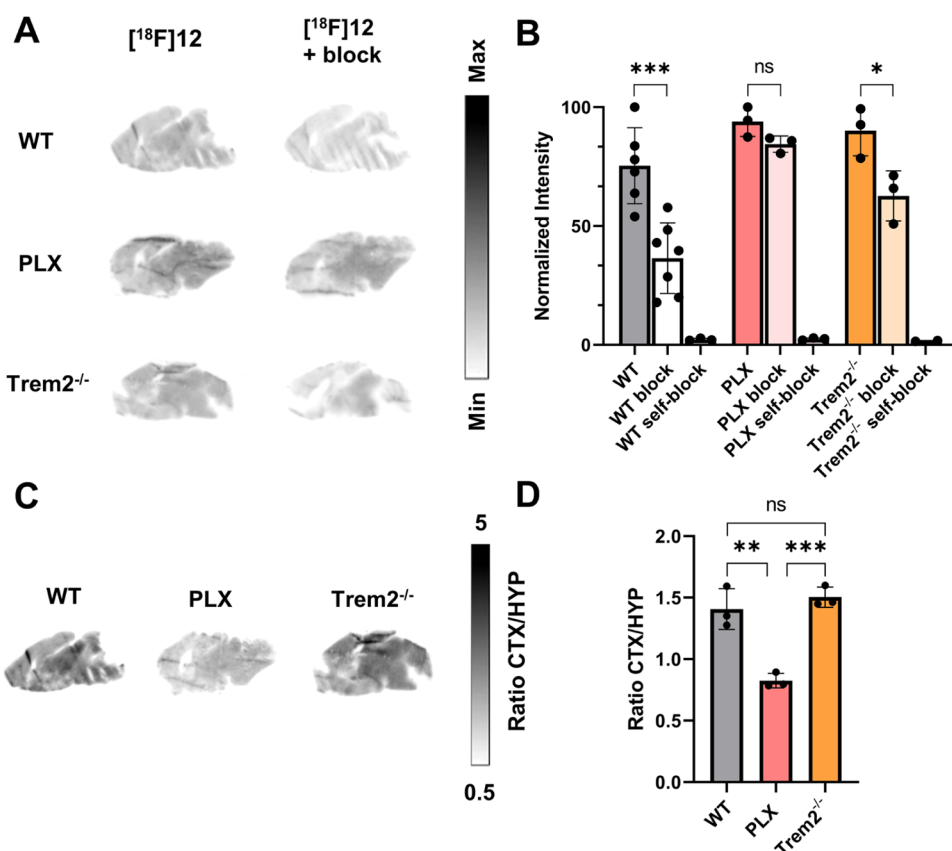 A
[¹⁸F]12
[¹⁸F]12
+ block
WT
PLX
Trem2⁻/⁻
Max
Min
B
***
ns
*
Normalized Intensity
100
50
0
WT
WT block
WT self-block
PLX
PLX block
PLX self-block
Trem2⁻/⁻
Trem2⁻/⁻ block
Trem2⁻/⁻ self-block
C
WT
PLX
Trem2⁻/⁻
5
Ratio CTX/HYP
0.5
D
ns
**
***
Ratio CTX/HYP
2.0
1.5
1.0
0.5
0.0
WT
PLX
Trem2⁻/⁻